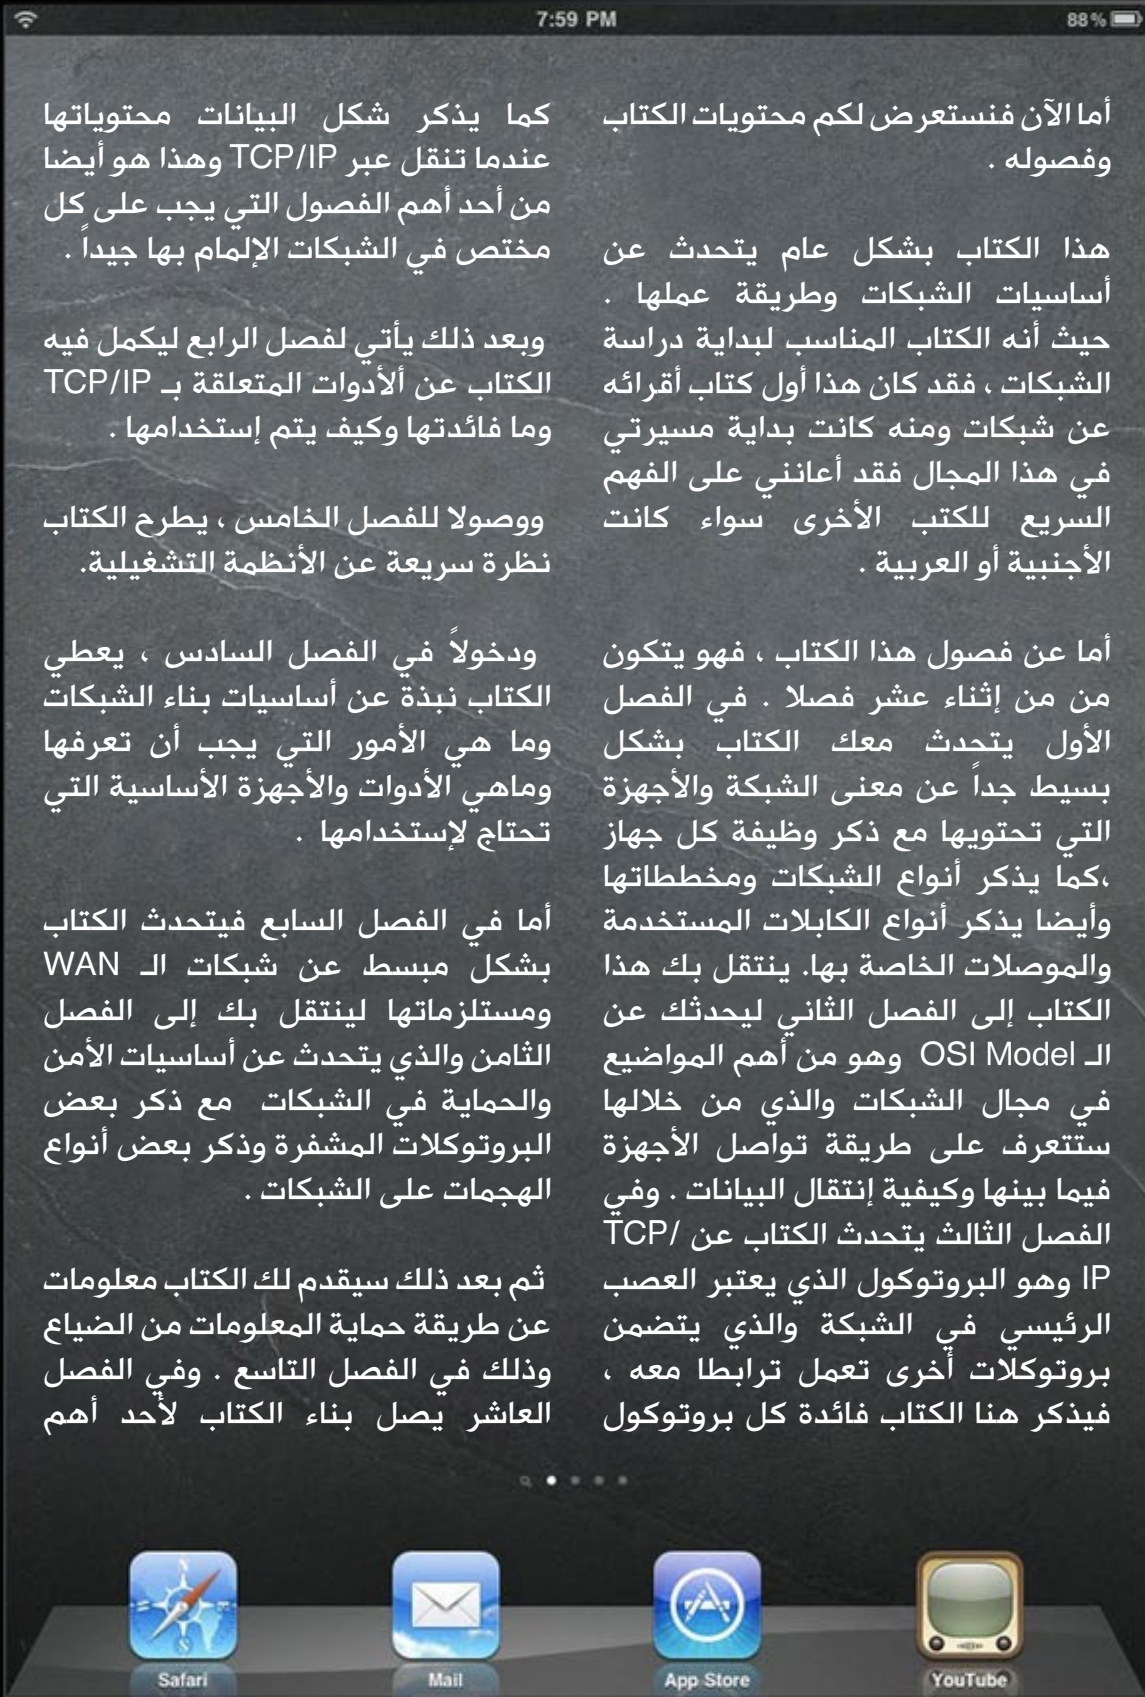 7:59 PM
88%
أما الآن فنستعرض لكم محتويات الكتاب
وفصوله .
هذا الكتاب بشكل عام يتحدث عن
أساسيات الشبكات وطريقة عملها .
حيث أنه الكتاب المناسب لبداية دراسة
الشبكات ، فقد كان هذا أول كتاب أقرائه
عن شبكات ومنه كانت بداية مسيرتي
في هذا المجال فقد أعانني على الفهم
السريع للكتب الأخرى سواء كانت
الأجنبية أو العربية .
أما عن فصول هذا الكتاب ، فهو يتكون
من من إثناء عشر فصلا . في الفصل
الأول يتحدث معك الكتاب بشكل
بسيط جداً عن معنى الشبكة والأجهزة
التي تحتويها مع ذكر وظيفة كل جهاز
،كما يذكر أنواع الشبكات ومخططاتها
وأيضا يذكر أنواع الكابلات المستخدمة
والموصلات الخاصة بها. ينتقل بك هذا
الكتاب إلى الفصل الثاني ليحدثك عن
الـ OSI Model وهو من أهم المواضيع
في مجال الشبكات والذي من خلالها
ستتعرف على طريقة تواصل الأجهزة
فيما بينها وكيفية إنتقال البيانات . وفي
الفصل الثالث يتحدث الكتاب عن TCP/
IP وهو البروتوكول الذي يعتبر العصب
الرئيسي في الشبكة والذي يتضمن
بروتوكلات أخرى تعمل ترابطا معه ،
فيذكر هنا الكتاب فائدة كل بروتوكول
كما يذكر شكل البيانات محتوياتها
عندما تنقل عبر TCP/IP وهذا هو أيضا
من أحد أهم الفصول التي يجب على كل
مختص في الشبكات الإلمام بها جيداً .
وبعد ذلك يأتي لفصل الرابع ليكمل فيه
الكتاب عن ألأدوات المتعلقة بـ TCP/IP
وما فائدتها وكيف يتم إستخدامها .
ووصولا للفصل الخامس ، يطرح الكتاب
نظرة سريعة عن الأنظمة التشغيلية.
ودخولاً في الفصل السادس ، يعطي
الكتاب نبذة عن أساسيات بناء الشبكات
وما هي الأمور التي يجب أن تعرفها
وماهي الأدوات والأجهزة الأساسية التي
تحتاج لإستخدامها .
أما في الفصل السابع فيتحدث الكتاب
بشكل مبسط عن شبكات الـ WAN
ومستلزماتها لينتقل بك إلى الفصل
الثامن والذي يتحدث عن أساسيات الأمن
والحماية في الشبكات مع ذكر بعض
البروتوكلات المشفرة وذكر بعض أنواع
الهجمات على الشبكات .
ثم بعد ذلك سيقدم لك الكتاب معلومات
عن طريقة حماية المعلومات من الضياع
وذلك في الفصل التاسع . وفي الفصل
العاشر يصل بناء الكتاب لأحد أهم
Safari
Mail
App Store
YouTube